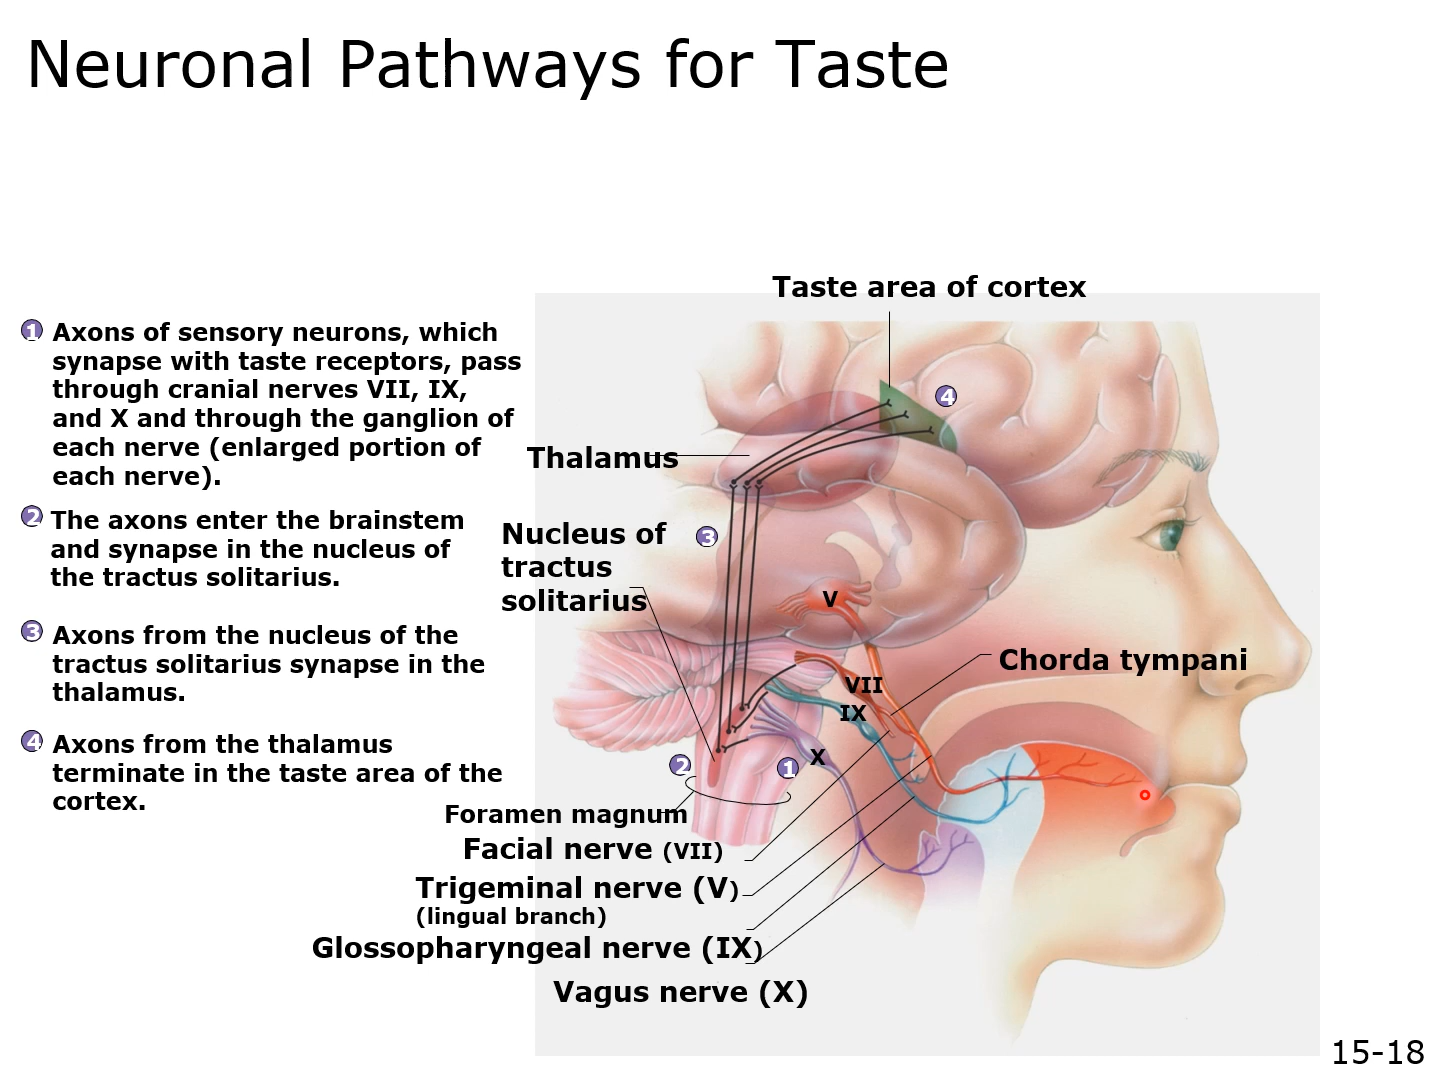 Neuronal Pathways for Taste
Taste area of cortex
1 Axons of sensory neurons, which
synapse with taste receptors, pass
through cranial nerves VII, IX,
and X and through the ganglion of
each nerve (enlarged portion of
each nerve).
2 The axons enter the brainstem
and synapse in the nucleus of
the tractus solitarius.
3 Axons from the nucleus of the
tractus solitarius synapse in the
thalamus.
4 Axons from the thalamus
terminate in the taste area of the
cortex.
4
Thalamus
Nucleus of
tractus
solitarius
3
V
Chorda tympani
VII
IX
X
2
1
Foramen magnum
Facial nerve (VII)
Trigeminal nerve (V)
(lingual branch)
Glossopharyngeal nerve (IX)
Vagus nerve (X)
15-18